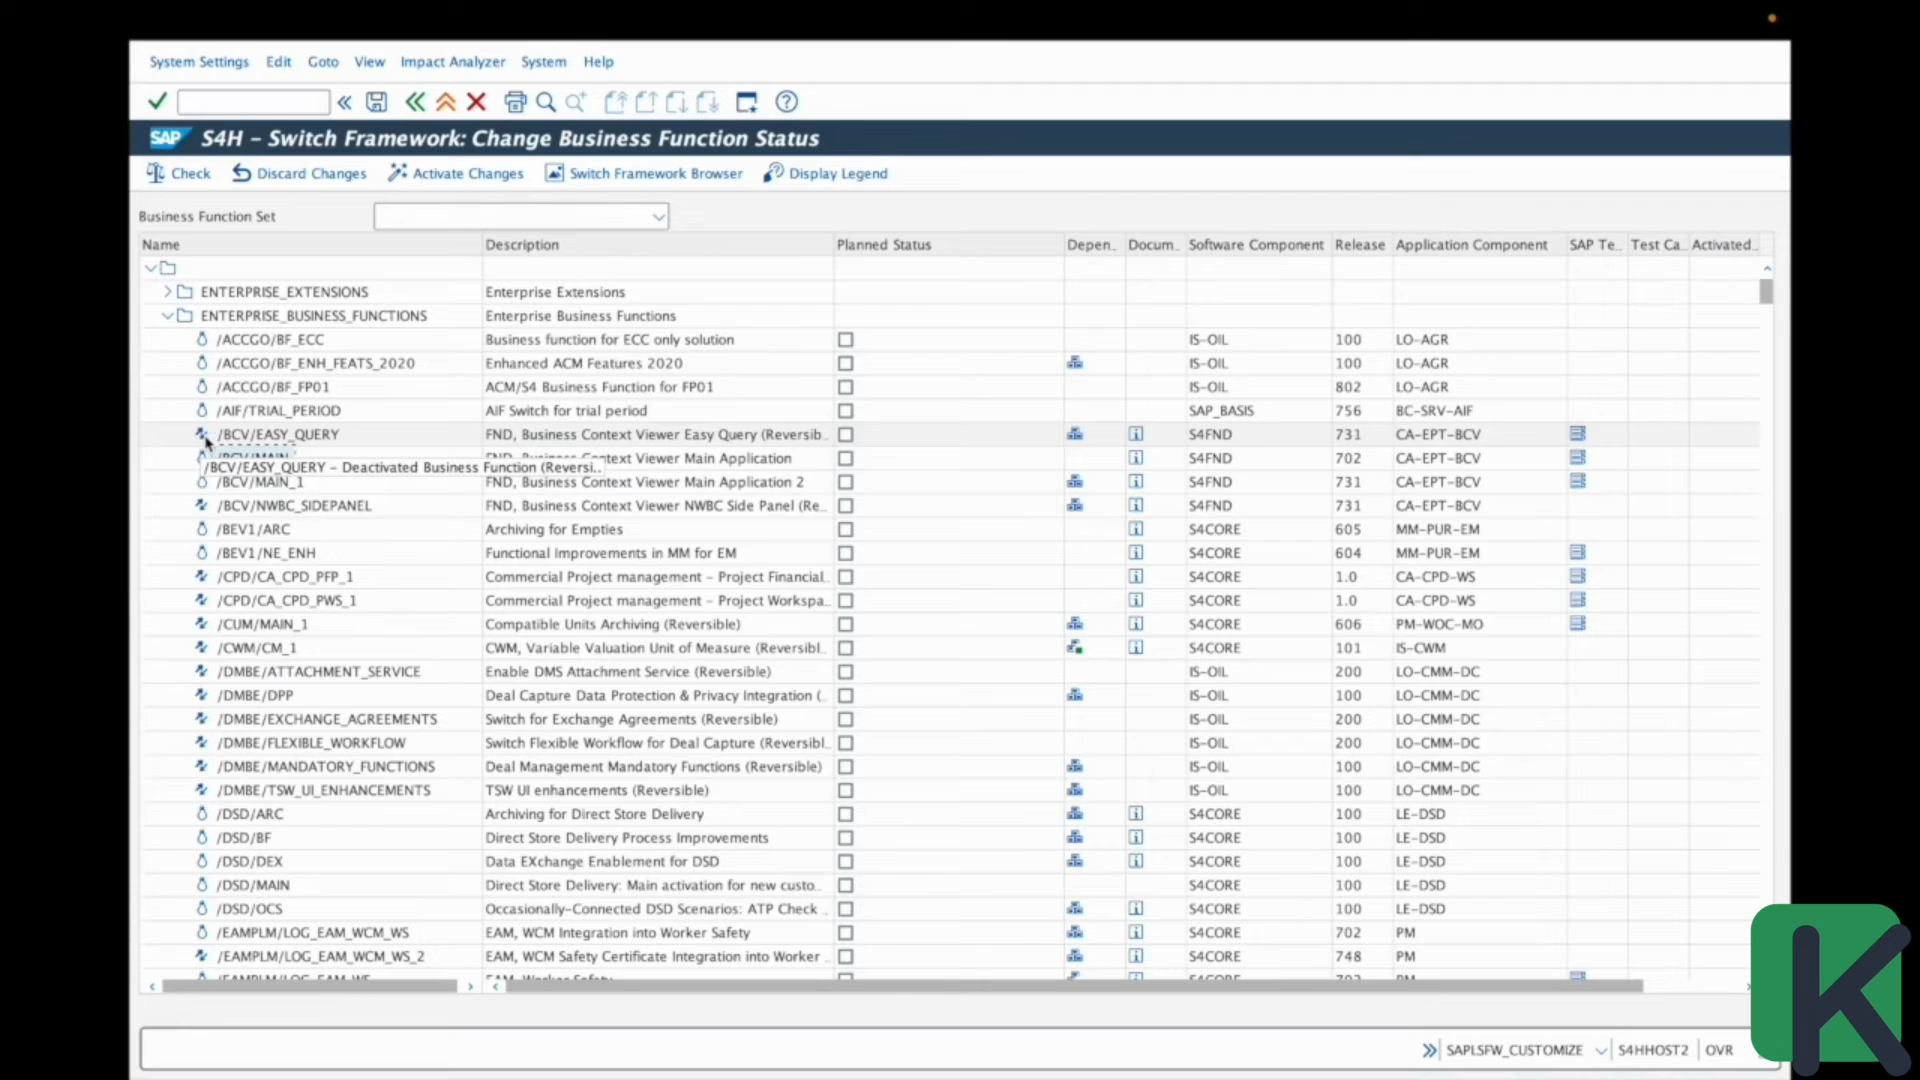 System Settings Edit Goto View Impact Analyzer System Help
SAP S4H – Switch Framework: Change Business Function Status
Check Discard Changes Activate Changes Switch Framework Browser Display Legend
Business Function Set
Name Description Planned Status Depen.. Docum.. Software Component Release Application Component SAP Te.. Test Ca.. Activated..
ENTERPRISE_EXTENSIONS Enterprise Extensions
ENTERPRISE_BUSINESS_FUNCTIONS Enterprise Business Functions
/ACCGO/BF_ECC Business function for ECC only solution IS-OIL 100 LO-AGR
/ACCGO/BF_ENH_FEATS_2020 Enhanced ACM Features 2020 IS-OIL 100 LO-AGR
/ACCGO/BF_FP01 ACM/S4 Business Function for FP01 IS-OIL 802 LO-AGR
/AIF/TRIAL_PERIOD AIF Switch for trial period SAP_BASIS 756 BC-SRV-AIF
/BCV/EASY_QUERY FND, Business Context Viewer Easy Query (Reversib.. S4FND 731 CA-EPT-BCV
/BCV/MAIN FND, Business Context Viewer Main Application S4FND 702 CA-EPT-BCV
/BCV/EASY_QUERY – Deactivated Business Function (Reversi..
/BCV/MAIN_1 FND, Business Context Viewer Main Application 2 S4FND 731 CA-EPT-BCV
/BCV/NWBC_SIDEPANEL FND, Business Context Viewer NWBC Side Panel (Re.. S4FND 731 CA-EPT-BCV
/BEV1/ARC Archiving for Empties S4CORE 605 MM-PUR-EM
/BEV1/NE_ENH Functional Improvements in MM for EM S4CORE 604 MM-PUR-EM
/CPD/CA_CPD_PFP_1 Commercial Project management – Project Financial.. S4CORE 1.0 CA-CPD-WS
/CPD/CA_CPD_PWS_1 Commercial Project management – Project Workspa.. S4CORE 1.0 CA-CPD-WS
/CUM/MAIN_1 Compatible Units Archiving (Reversible) S4CORE 606 PM-WOC-MO
/CWM/CM_1 CWM, Variable Valuation Unit of Measure (Reversibl.. S4CORE 101 IS-CWM
/DMBE/ATTACHMENT_SERVICE Enable DMS Attachment Service (Reversible) IS-OIL 200 LO-CMM-DC
/DMBE/DPP Deal Capture Data Protection & Privacy Integration (.. IS-OIL 100 LO-CMM-DC
/DMBE/EXCHANGE_AGREEMENTS Switch for Exchange Agreements (Reversible) IS-OIL 200 LO-CMM-DC
/DMBE/FLEXIBLE_WORKFLOW Switch Flexible Workflow for Deal Capture (Reversibl.. IS-OIL 200 LO-CMM-DC
/DMBE/MANDATORY_FUNCTIONS Deal Management Mandatory Functions (Reversible) IS-OIL 100 LO-CMM-DC
/DMBE/TSW_UI_ENHANCEMENTS TSW UI enhancements (Reversible) IS-OIL 100 LO-CMM-DC
/DSD/ARC Archiving for Direct Store Delivery S4CORE 100 LE-DSD
/DSD/BF Direct Store Delivery Process Improvements S4CORE 100 LE-DSD
/DSD/DEX Data EXchange Enablement for DSD S4CORE 100 LE-DSD
/DSD/MAIN Direct Store Delivery: Main activation for new custo.. S4CORE 100 LE-DSD
/DSD/OCS Occasionally-Connected DSD Scenarios: ATP Check .. S4CORE 100 LE-DSD
/EAMPLM/LOG_EAM_WCM_WS EAM, WCM Integration into Worker Safety S4CORE 702 PM
/EAMPLM/LOG_EAM_WCM_WS_2 EAM, WCM Safety Certificate Integration into Worker .. S4CORE 748 PM
/EAMPLM/LOG_EAM_WS EAM, Worker Safety S4CORE 702 PM
SAPLSFW_CUSTOMIZE S4HHOST2 OVR
K